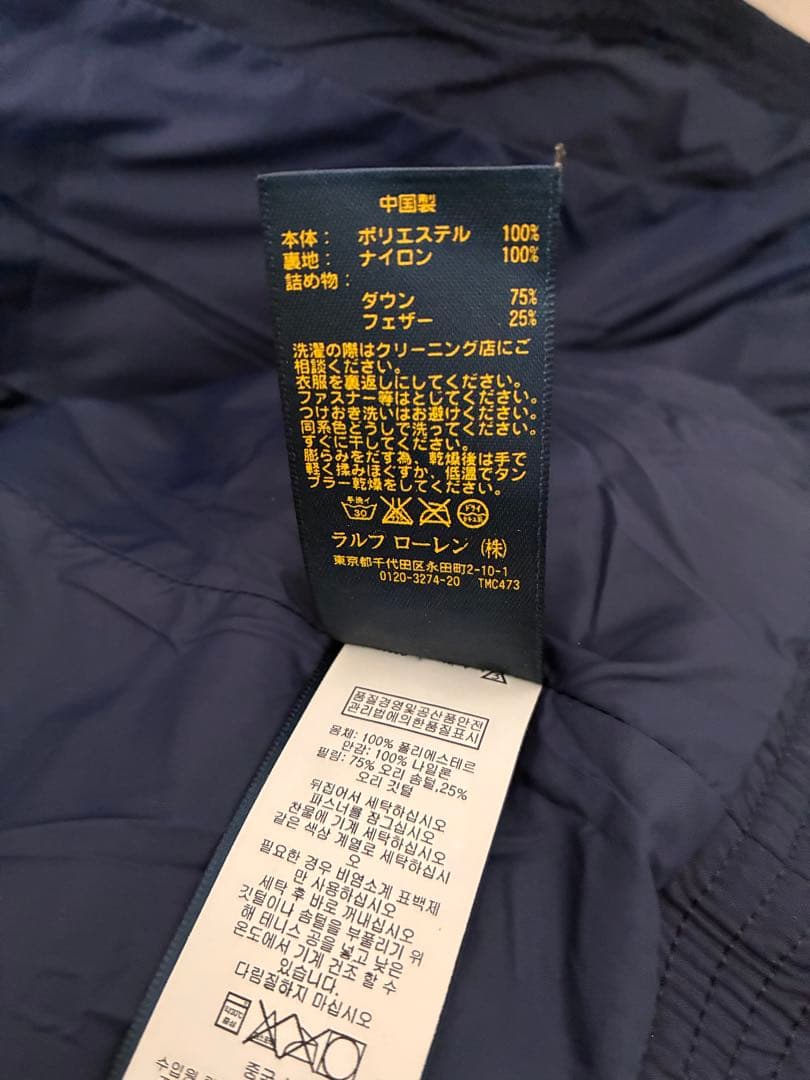 中国製
本体： ポリエステル 100%
裏地： ナイロン 100%
詰め物：
ダウン 75%
フェザー 25%
洗濯の際はクリーニング店にご
相談ください。
衣服を裏返しにしてください。
ファスナー等はとじてください。
つけおき洗いはお避けください。
同系色どうしで洗ってください。
すぐに干してください。
膨らみをだす為、乾燥後は手で
軽く揉みほぐすか、低温でタン
ブラー乾燥をしてください。
手洗イ
30
ドライ
ラルフ ローレン (株)
東京都千代田区永田町2-10-1
0120-3274-20 TMC473
품질경영및공산품안전
관리법에의한품질표시
몸체: 100% 폴리에스테르
안감: 100% 나일론
필링: 75% 오리 솜털,25%
오리 깃털
뒤집어서 세탁하십시오
파스너를 잠그십시오
찬물에 기계 세탁하십시오
같은 색상 계열로 세탁하십시
오
필요한 경우 비염소계 표백제
만 사용하십시오
세탁 후 바로 꺼내십시오
깃털이나 솜털을 부풀리기 위
해 테니스 공을 넣고 낮은
온도에서 기계 건조 할수
있습니다.
다림질하지 마십시오
중성
수입원
중국